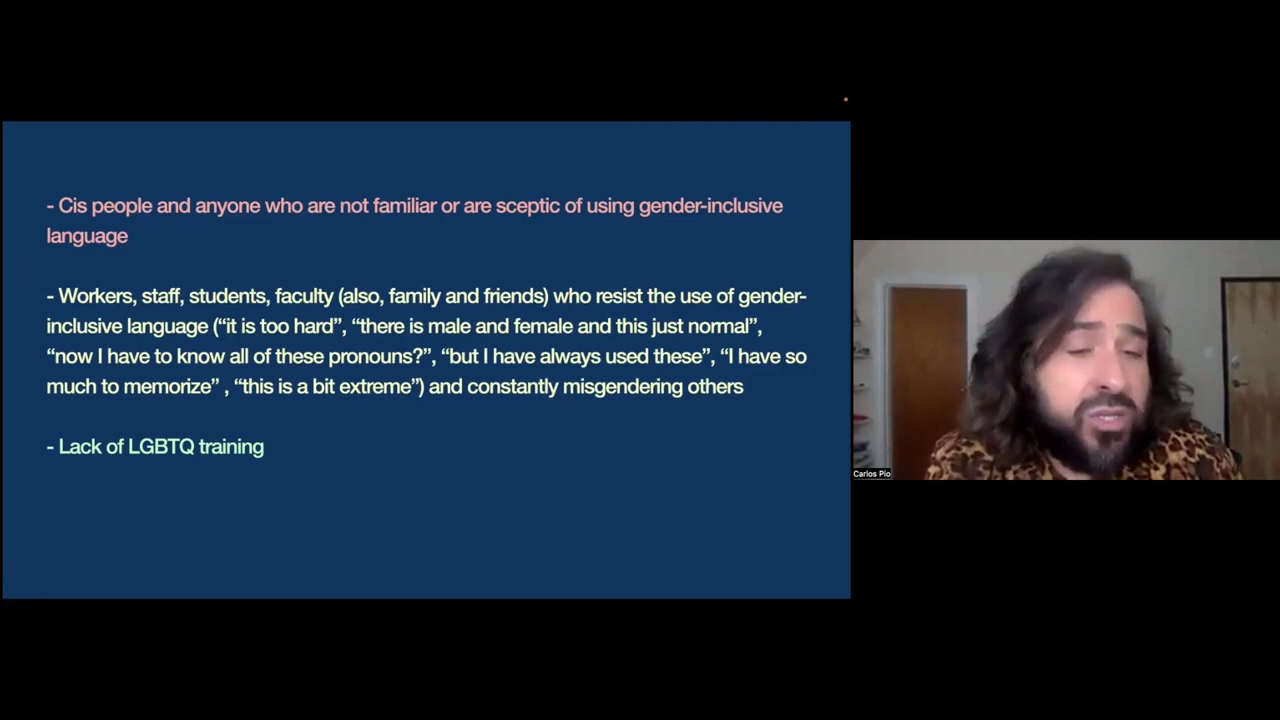 - Cis people and anyone who are not familiar or are sceptic of using gender-inclusive
language
- Workers, staff, students, faculty (also, family and friends) who resist the use of gender-
inclusive language (“it is too hard”, “there is male and female and this just normal”,
“now I have to know all of these pronouns?”, “but I have always used these”, “I have so
much to memorize” , “this is a bit extreme”) and constantly misgendering others
- Lack of LGBTQ training
Carlos Pio